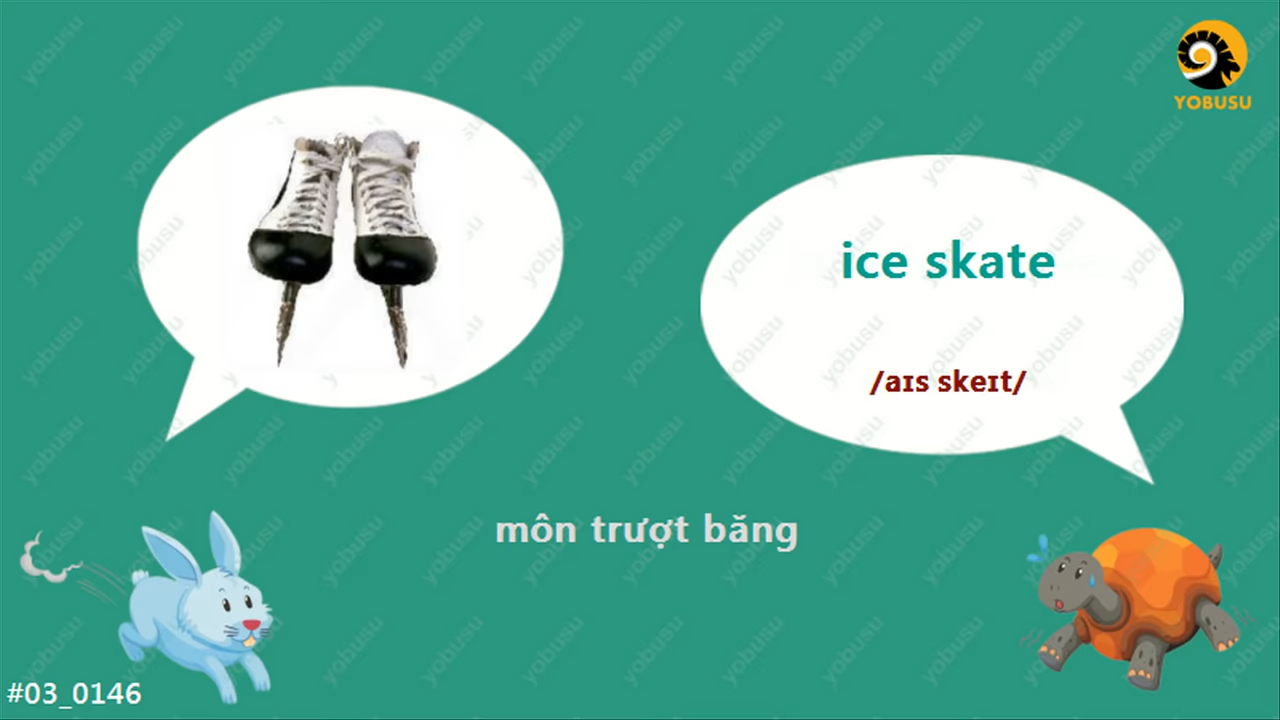 YOBUSU
ice skate
/aɪs skeɪt/
môn trượt băng
#03_0146